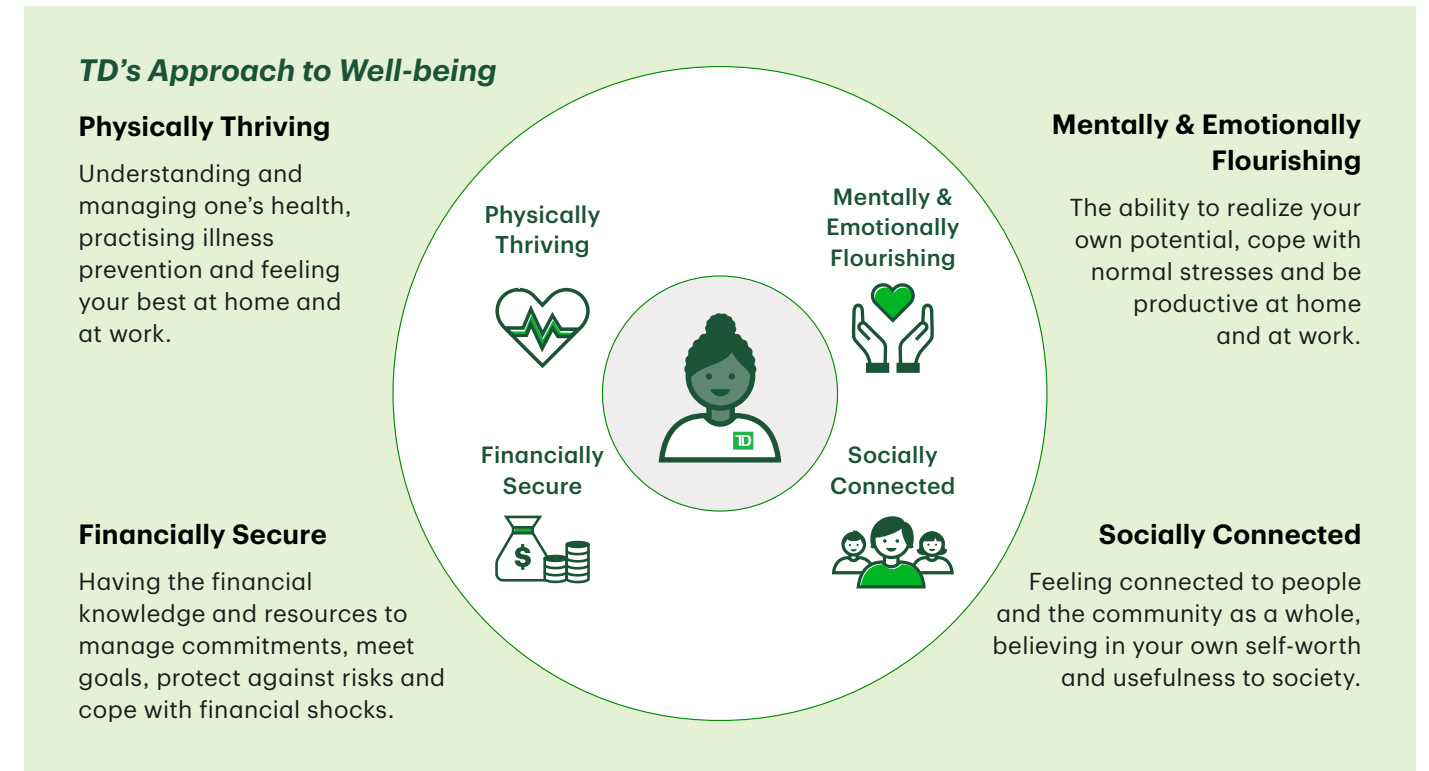 TD's Approach to Well-being
Physically Thriving
Understanding and
managing one's health,
practising illness
prevention and feeling
your best at home and
at work.
Mentally & Emotionally
Flourishing
The ability to realize your
own potential, cope with
normal stresses and be
productive at home
and at work.
Physically
Thriving
Mentally &
Emotionally
Flourishing
TD
Financially
Secure
$
Socially
Connected
Financially Secure
Having the financial
knowledge and resources to
manage commitments, meet
goals, protect against risks and
cope with financial shocks.
Socially Connected
Feeling connected to people
and the community as a whole,
believing in your own self-worth
and usefulness to society.